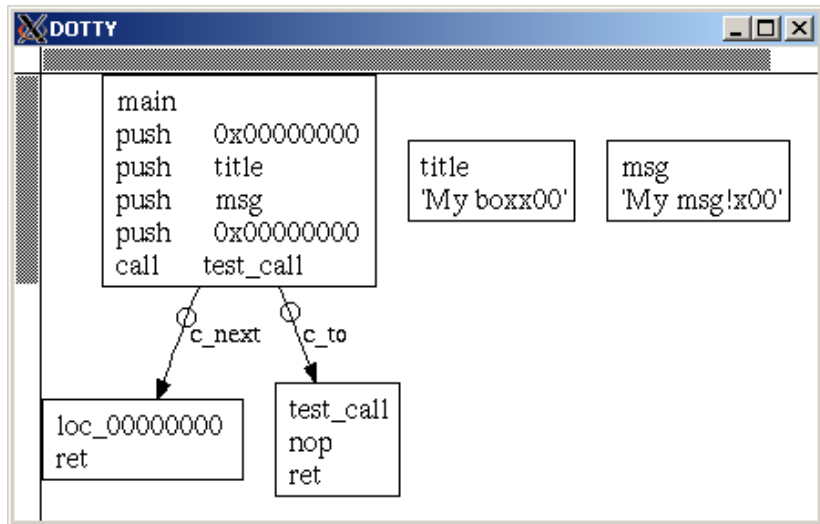 DOTTY
main
push 0x00000000
push title
push msg
push 0x00000000
call test_call
title
'My boxx00'
msg
'My msg!x00'
c_next
c_to
loc_00000000
ret
test_call
nop
ret